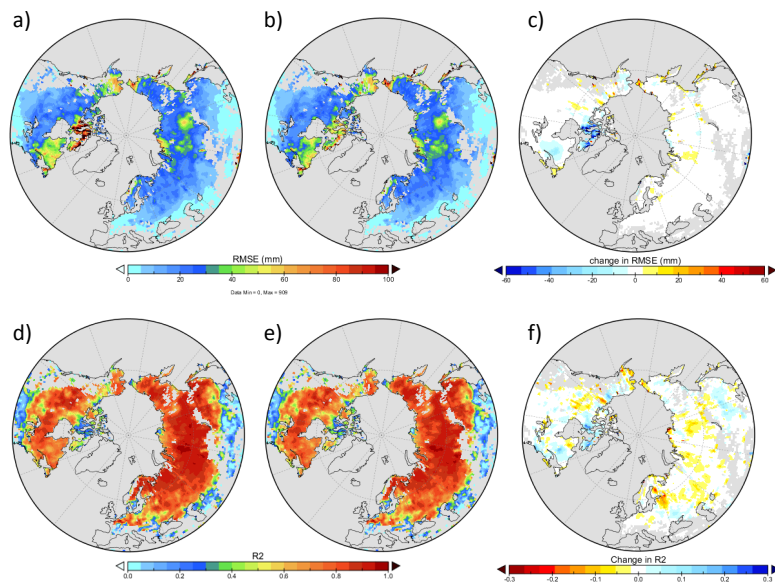 a)
b)
c)
RMSE (mm)
0 20 40 60 80 100
Data Min = 0, Max = 909
change in RMSE (mm)
-60 -40 -20 0 20 40 60
d)
e)
f)
R2
0.0 0.2 0.4 0.6 0.8 1.0
Change in R2
-0.3 -0.2 -0.1 0.0 0.1 0.2 0.3